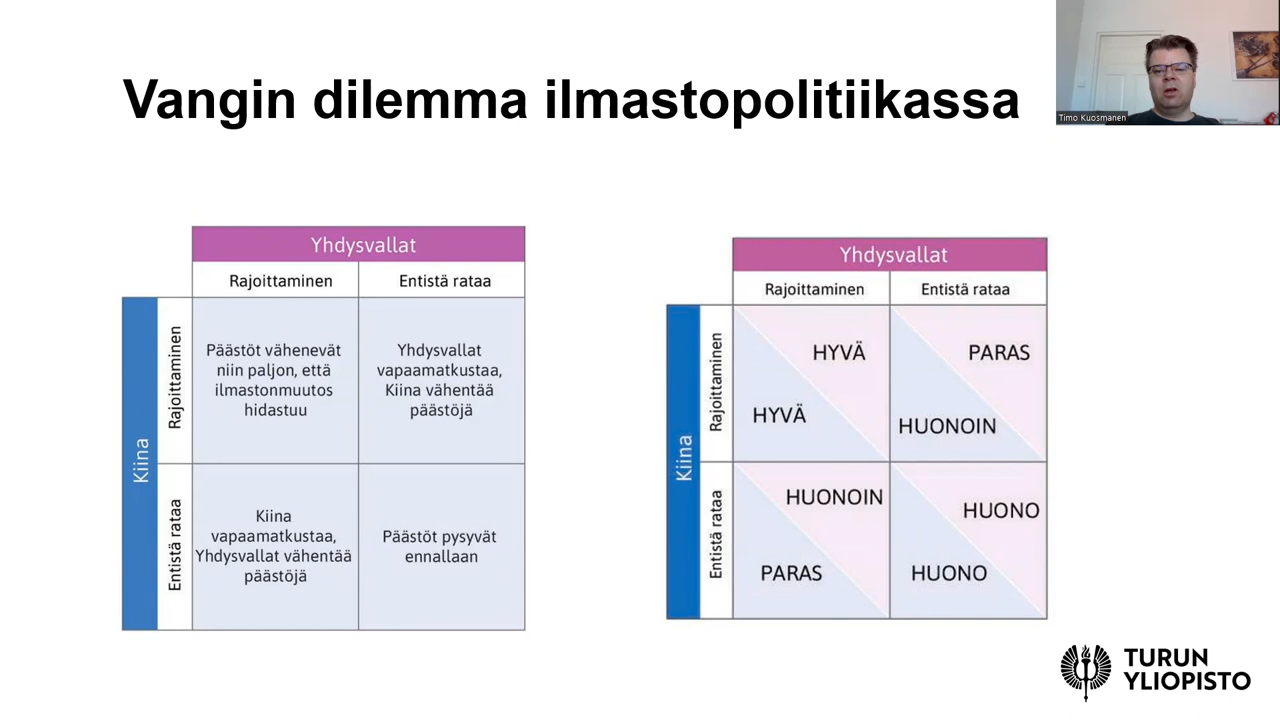 Vangin dilemma ilmastopolitiikassa
Timo Kuosmanen
Yhdysvallat
Rajoittaminen
Entistä rataa
Kiina
Rajoittaminen
Päästöt vähenevät
niin paljon, että
ilmastonmuutos
hidastuu
Yhdysvallat
vapaamatkustaa,
Kiina vähentää
päästöjä
Entistä rataa
Kiina
vapaamatkustaa,
Yhdysvallat vähentää
päästöjä
Päästöt pysyvät
ennallaan
Yhdysvallat
Rajoittaminen
Entistä rataa
Kiina
Rajoittaminen
HYVÄ
HYVÄ
PARAS
HUONOIN
Entistä rataa
HUONOIN
PARAS
HUONO
HUONO
TURUN
YLIOPISTO